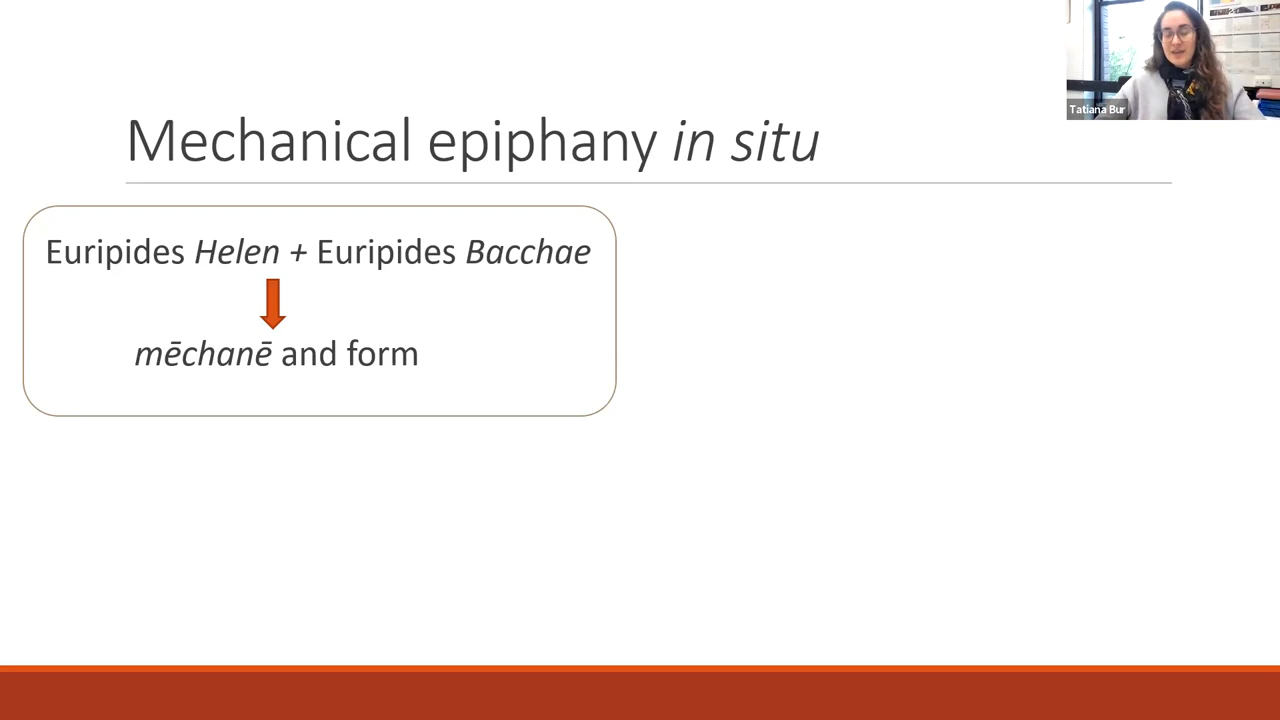 Tatiana Bur
Mechanical epiphany in situ
Euripides Helen + Euripides Bacchae
mēchanē and form